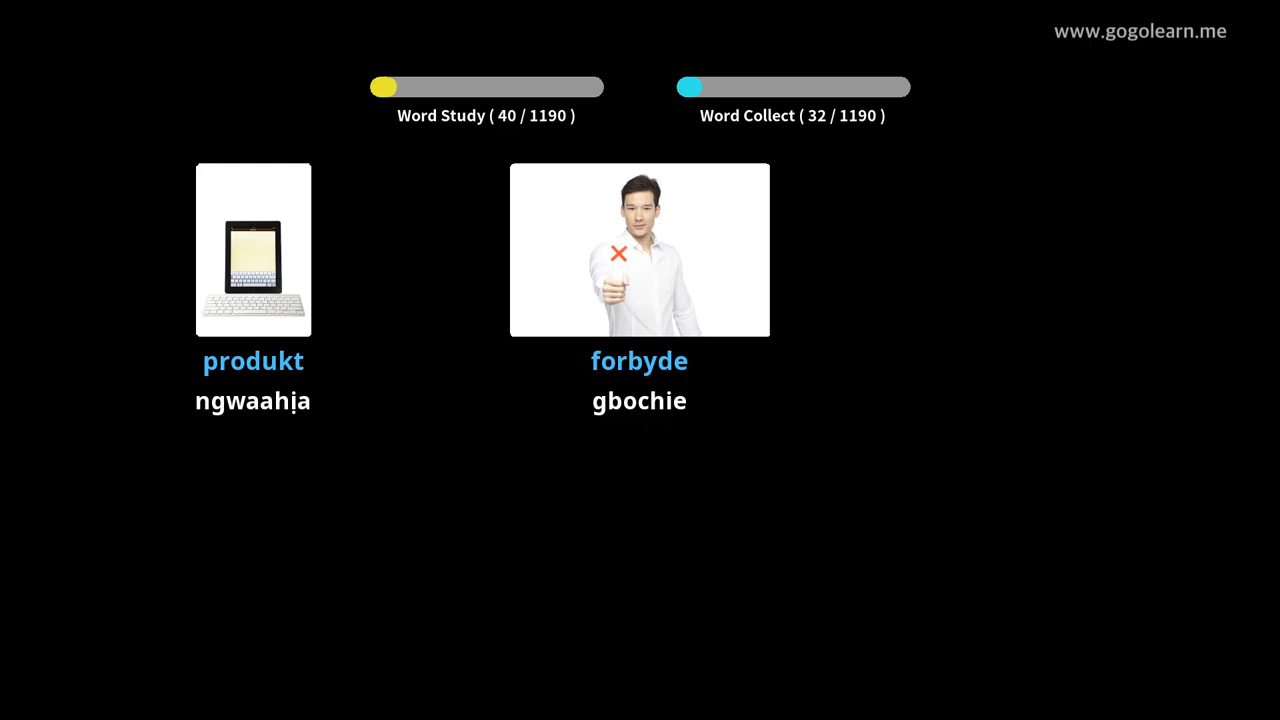 www.gogolearn.me
Word Study ( 40 / 1190 )
Word Collect ( 32 / 1190 )
produkt
forbyde
ngwaahịa
gbochie